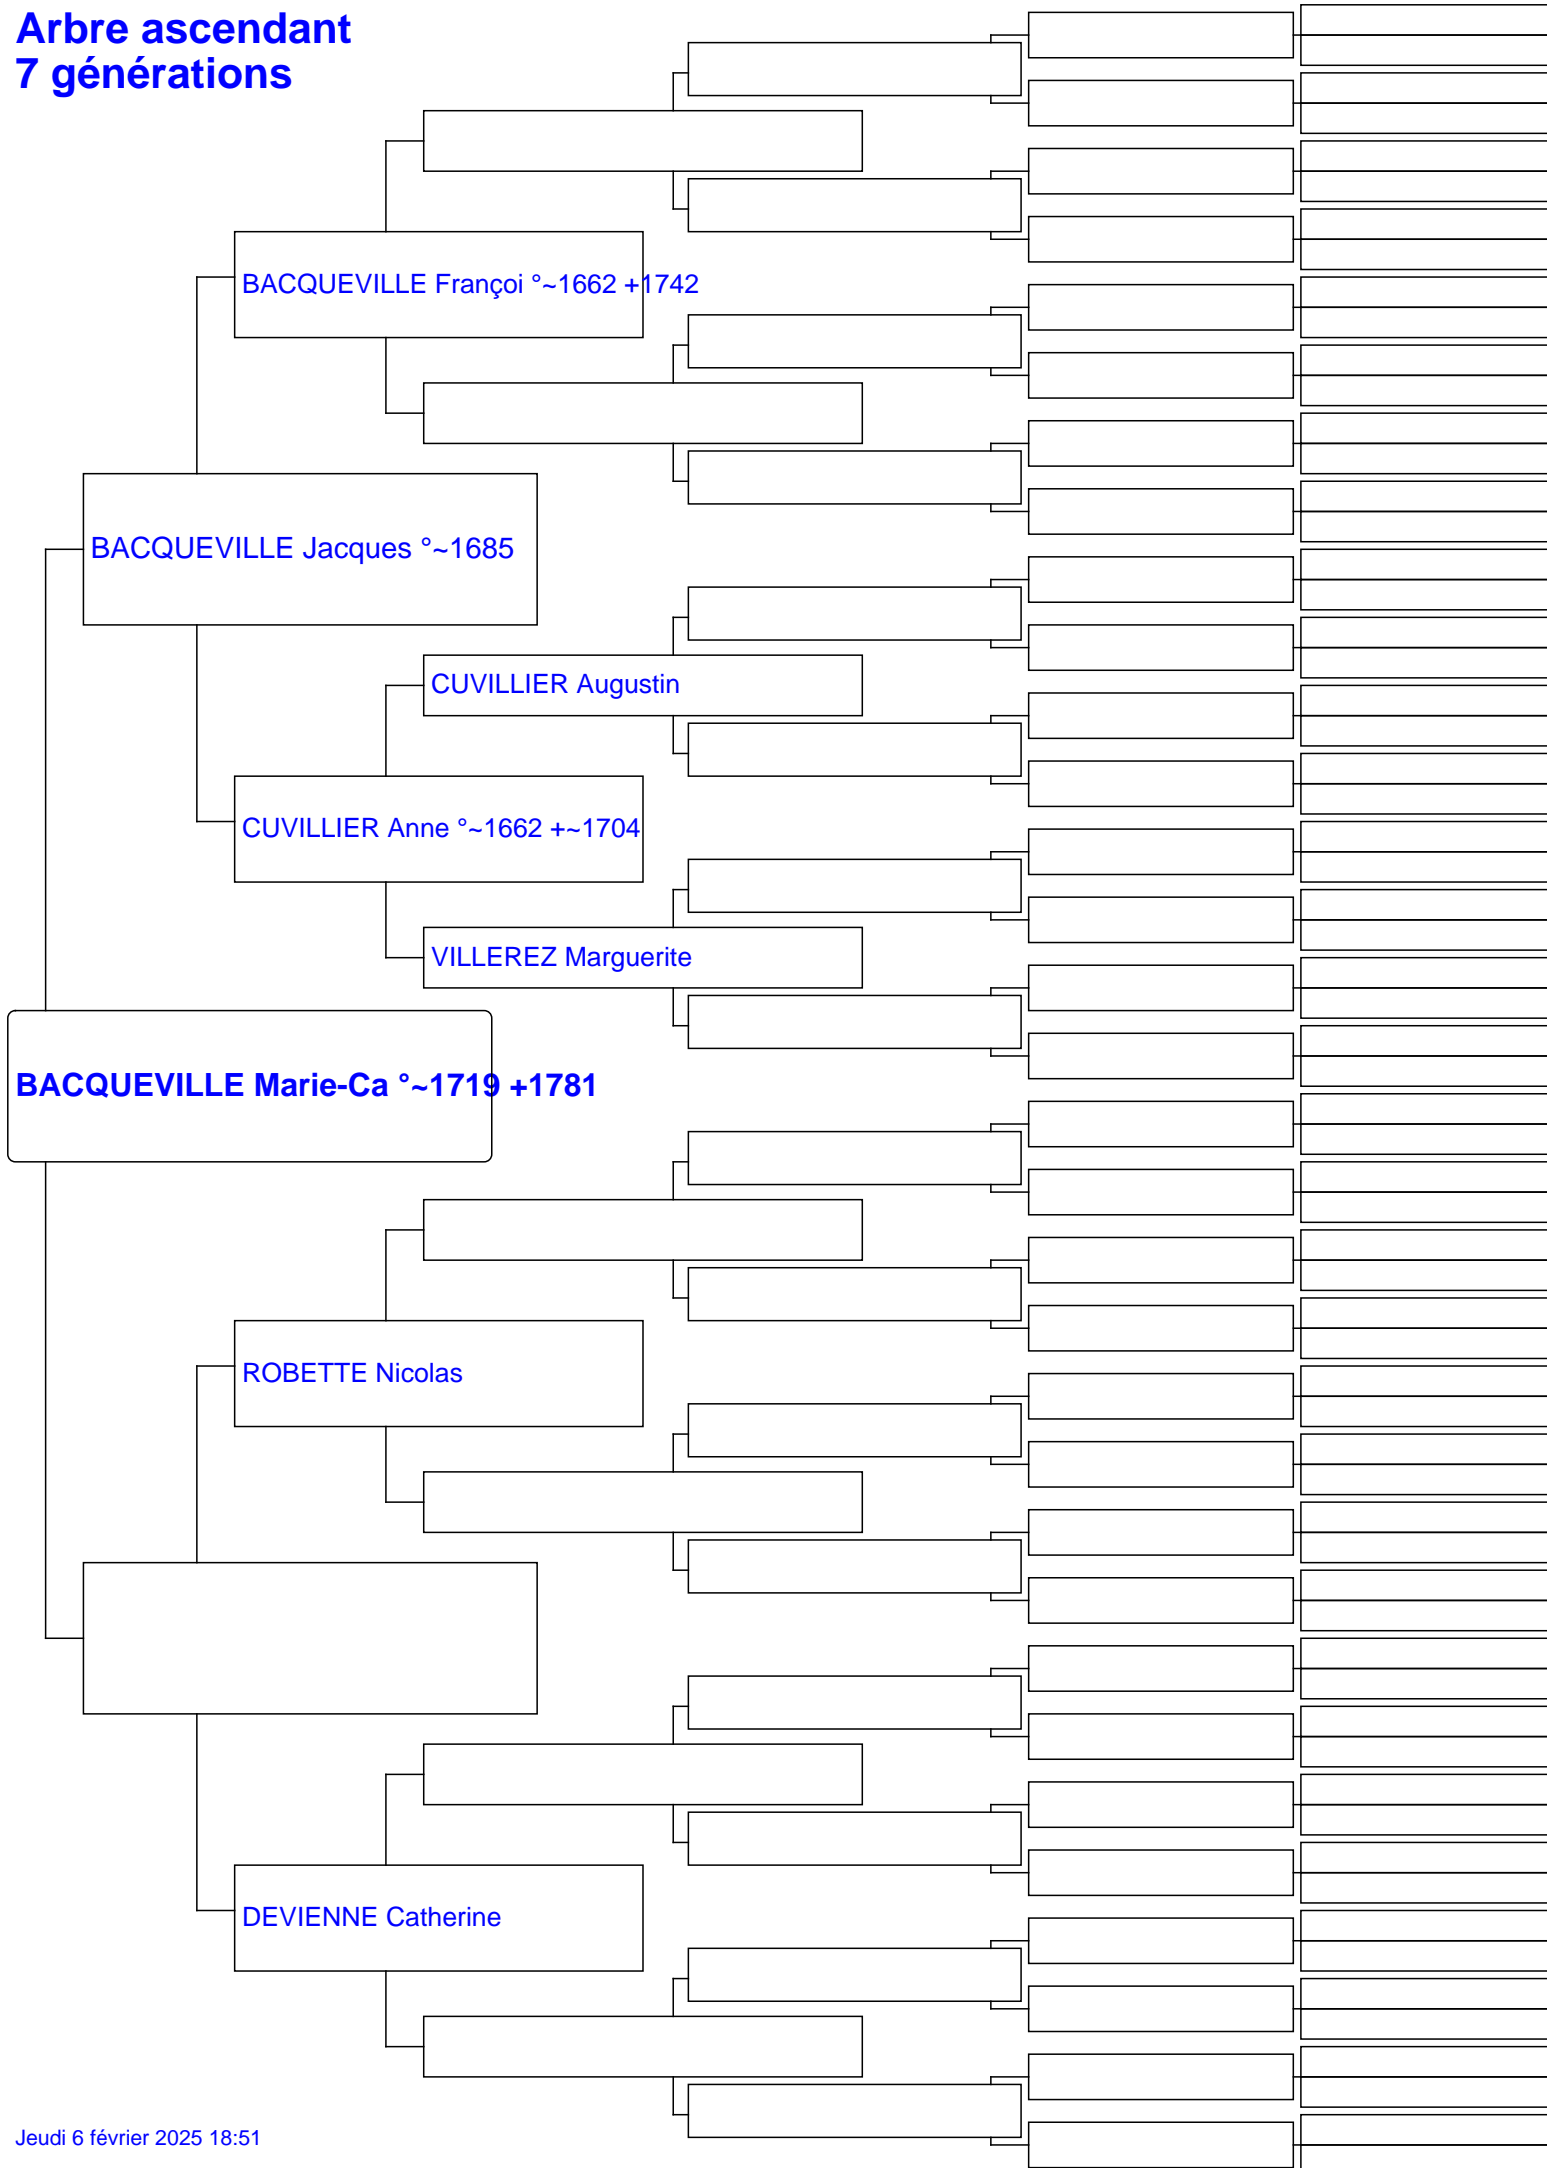 Arbre ascendant
7 générations
BACQUEVILLE Françoi °~1662 +1742
BACQUEVILLE Jacques °~1685
CUVILLIER Augustin
CUVILLIER Anne °~1662 +~1704
VILLEREZ Marguerite
BACQUEVILLE Marie-Ca °~1719 +1781
ROBETTE Nicolas
DEVIENNE Catherine
Jeudi 6 février 2025 18:51